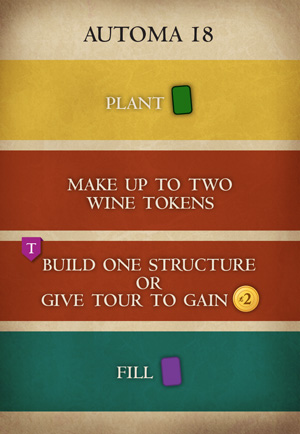 AUTOMA 18
PLANT
MAKE UP TO TWO
WINE TOKENS
T
BUILD ONE STRUCTURE
OR
GIVE TOUR TO GAIN 2
FILL